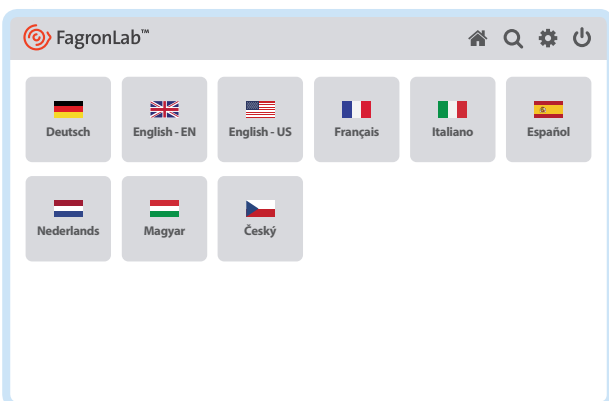 FagronLab™
Deutsch
English - EN
English - US
Français
Italiano
Español
Nederlands
Magyar
Český